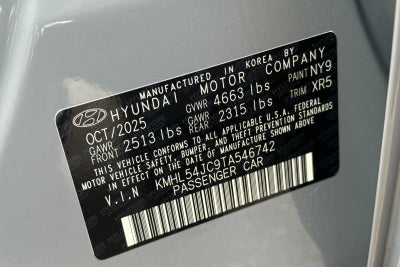 MANUFACTURED IN KOREA BY
HYUNDAI MOTOR COMPANY
OCT/2025 GVWR 4663 lbs PAINT NY9
GAWR FRONT 2513 lbs GAWR REAR 2315 lbs TRIM XR5
THIS VEHICLE CONFORMS TO ALL APPLICABLE U.S.A. FEDERAL
MOTOR VEHICLE SAFETY, BUMPER, AND THEFT PREVENTION
STANDARDS IN EFFECT ON THE DATE OF MANUFACTURE SHOWN ABOVE.
V.I.N KMHL54JC9TA546742
PASSENGER CAR